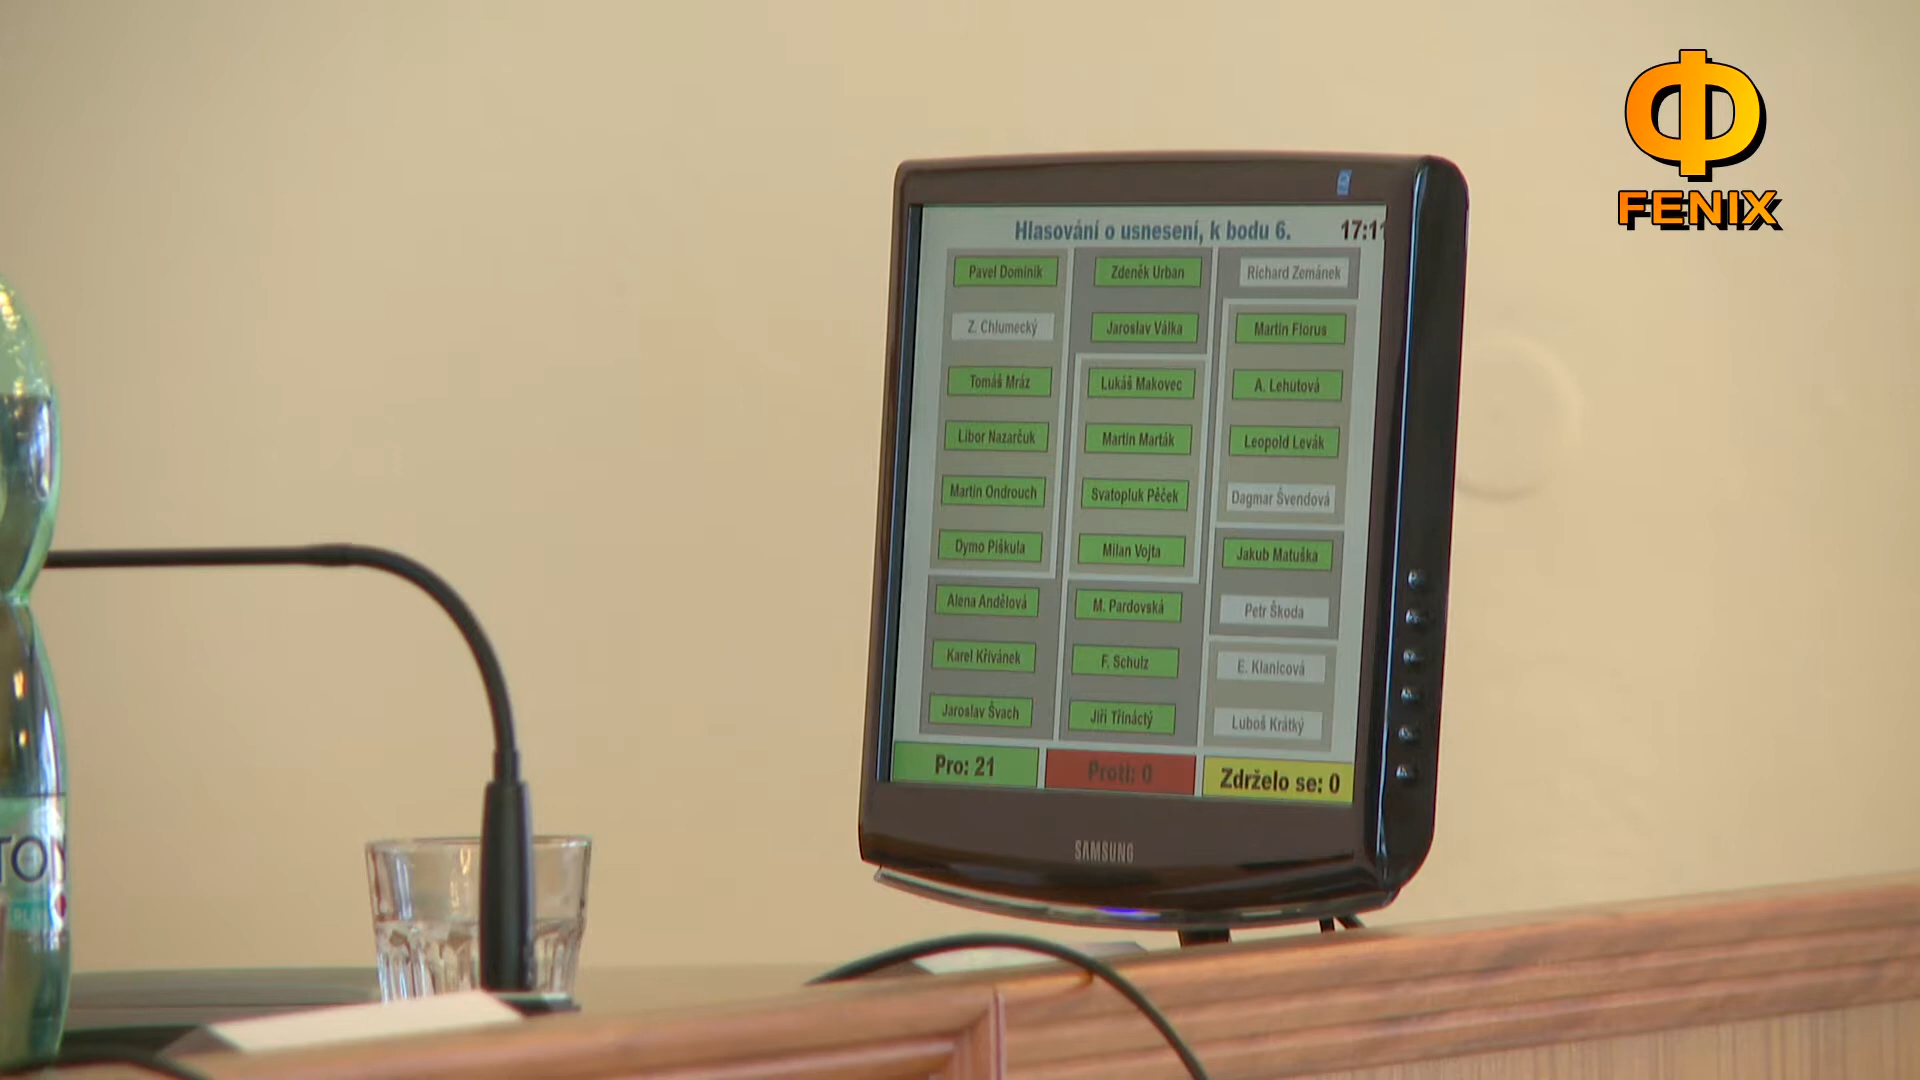 Ф
FENIX
Hlasování o usnesení, k bodu 6.
17:11
Pavel Dominik
Z. Chlumecký
Tomáš Mráz
Libor Nazarčuk
Martin Ondrouch
Dymo Piškula
Alena Andělová
Karel Křivánek
Jaroslav Švach
Zdeněk Urban
Jaroslav Válka
Lukáš Makovec
Martin Marták
Svatopluk Pěček
Milan Vojta
M. Pardovská
F. Schulz
Jiří Třináctý
Richard Zemánek
Martin Florus
A. Lehutová
Leopold Levák
Dagmar Švendová
Jakub Matuška
Petr Škoda
E. Klanicová
Luboš Krátký
Pro: 21
Proti: 0
Zdrželo se: 0
SAMSUNG